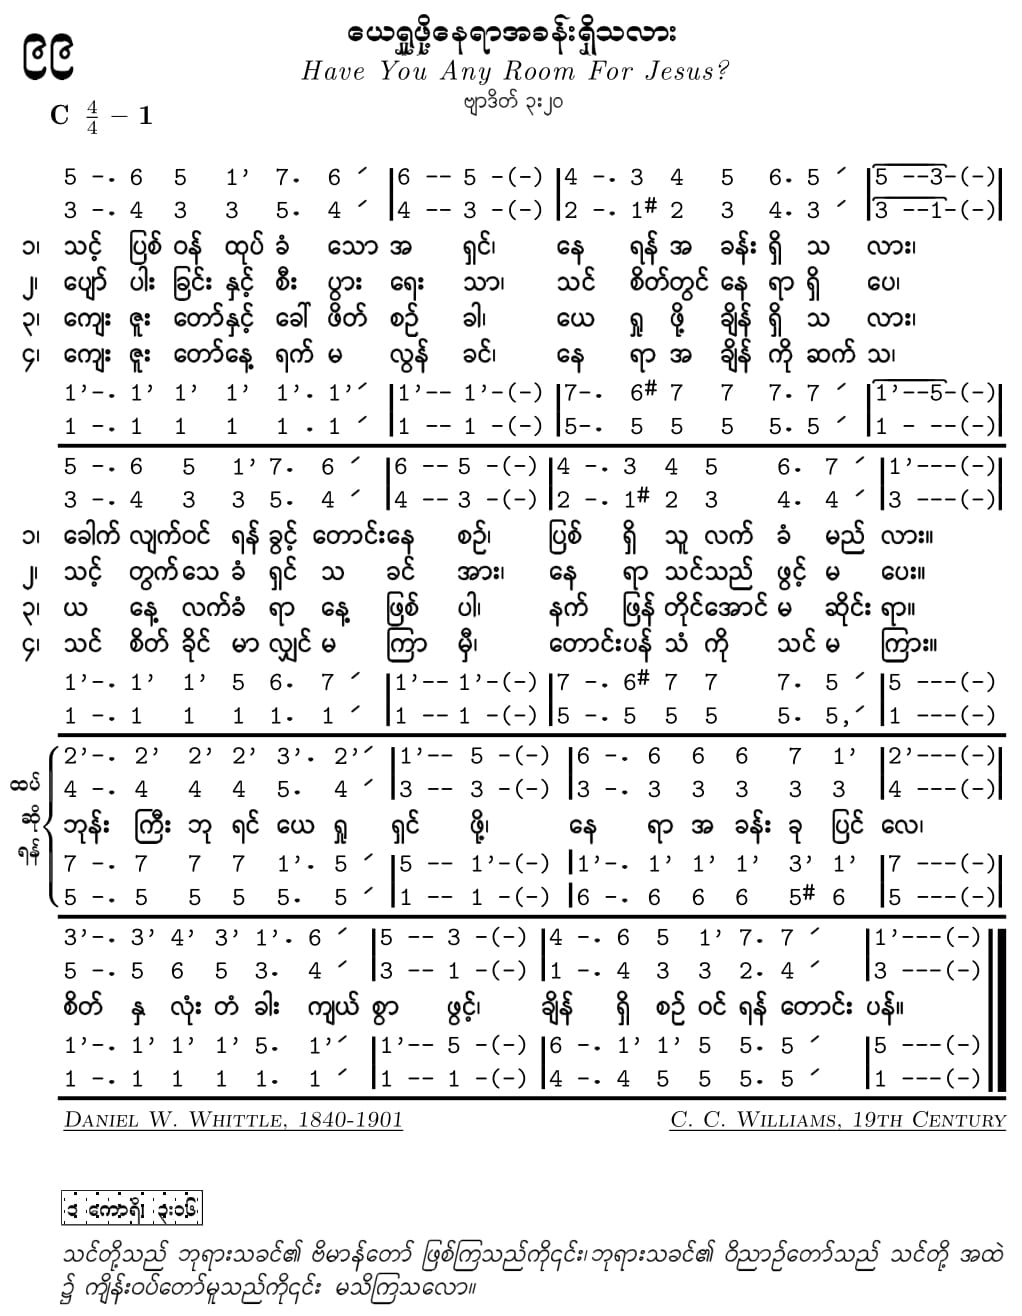 ၉၉
ယေရှုဖို့နေရာအခန်းရှိသလား
Have You Any Room For Jesus?
ဗျာဒိတ် ၃း၂၀
C 4/4 – 1
5 -. 6 5 1’ 7. 6 ՛ |6 -- 5 -(-) |4 -. 3 4 5 6. 5 ՛ |5 --3-(-)|
3 -. 4 3 3 5. 4 ՛ |4 -- 3 -(-) |2 -. 1# 2 3 4. 3 ՛ |3 --1-(-)|
၁၊ သင့် ပြစ် ဝန် ထုပ် ခံ သော အ ရှင်၊ နေ ရန် အ ခန်း ရှိ သ လား၊
၂၊ ပျော် ပါး ခြင်း နှင့် စီး ပွား ရေး သာ၊ သင် စိတ်တွင် နေ ရာ ရှိ ပေ၊
၃၊ ကျေး ဇူး တော်နှင့် ခေါ် ဖိတ် စဉ် ခါ၊ ယေ ရှု ဖို့ ချိန် ရှိ သ လား၊
၄၊ ကျေး ဇူး တော်နေ့ ရက် မ လွန် ခင်၊ နေ ရာ အ ချိန် ကို ဆက် သ၊
1’-. 1’ 1’ 1’ 1’. 1’՛ |1’-- 1’-(-) |7-. 6# 7 7 7. 7 ՛ |1’--5-(-)|
1 -. 1 1 1 1 . 1 ՛ |1 -- 1 -(-) |5-. 5 5 5 5. 5 ՛ |1 - --(-)|
5 -. 6 5 1’ 7. 6 ՛ |6 -- 5 -(-) |4 -. 3 4 5 6. 7 ՛ |1’---(-)|
3 -. 4 3 3 5. 4 ՛ |4 -- 3 -(-) |2 -. 1# 2 3 4. 4 ՛ |3 ---(-)|
၁၊ ခေါက် လျက်ဝင် ရန် ခွင့် တောင်းနေ စဉ်၊ ပြစ် ရှိ သူ လက် ခံ မည် လား။
၂၊ သင့် တွက်သေ ခံ ရှင် သ ခင် အား၊ နေ ရာ သင်သည် ဖွင့် မ ပေး။
၃၊ ယ နေ့ လက်ခံ ရာ နေ့ ဖြစ် ပါ၊ နက် ဖြန် တိုင်အောင် မ ဆိုင်း ရာ။
၄၊ သင် စိတ် ခိုင် မာ လျှင် မ ကြာ မှီ၊ တောင်းပန် သံ ကို သင် မ ကြား။
1’-. 1’ 1’ 5 6. 7 ՛ |1’-- 1’-(-) |7 -. 6# 7 7 7. 5 ՛ |5 ---(-)
1 -. 1 1 1 1. 1 ՛ |1 -- 1 -(-) |5 -. 5 5 5 5. 5,՛ |1 ---(-)
2’-. 2’ 2’ 2’ 3’. 2’՛ |1’-- 5 -(-) |6 -. 6 6 6 7 1’ |2’---(-)|
4 -. 4 4 4 5. 4 ՛ |3 -- 3 -(-) |3 -. 3 3 3 3 3 |4 ---(-)|
ထပ် ဆို ရန်
ဘုန်း ကြီး ဘု ရင် ယေ ရှု ရှင် ဖို့၊ နေ ရာ အ ခန်း ခု ပြင် လေ၊
7 -. 7 7 7 1’. 5 ՛ |5 -- 1’-(-) |1’-. 1’ 1’ 1’ 3’ 1’ |7 ---(-)|
5 -. 5 5 5 5. 5 ՛ |1 -- 1 -(-) |6 -. 6 6 6 5# 6 |5 ---(-)|
3’-. 3’ 4’ 3’ 1’. 6 ՛ |5 -- 3 -(-) |4 -. 6 5 1’ 7. 7 ՛ |1’---(-)
5 -. 5 6 5 3. 4 ՛ |3 -- 1 -(-) |1 -. 4 3 3 2. 4 ՛ |3 ---(-)
စိတ် နှ လုံး တံ ခါး ကျယ် စွာ ဖွင့်၊ ချိန် ရှိ စဉ် ဝင် ရန် တောင်း ပန်။
1’-. 1’ 1’ 1’ 5. 1’՛ |1’-- 5 -(-) |6 -. 1’ 1’ 5 5. 5 ՛ |5 ---(-)
1 -. 1 1 1 1. 1 ՛ |1 -- 1 -(-) |4 -. 4 5 5 5. 5 ՛ |1 ---(-)
Daniel W. Whittle, 1840-1901 C. C. Williams, 19th Century
၁ ကောရိ၊ ၃း၁၆
သင်တို့သည် ဘုရားသခင်၏ ဗိမာန်တော် ဖြစ်ကြသည်ကို၎င်း၊ဘုရားသခင်၏ ဝိညာဉ်တော်သည် သင်တို့ အထဲ
၌ ကျိန်းဝပ်တော်မူသည်ကို၎င်း မသိကြသလော။